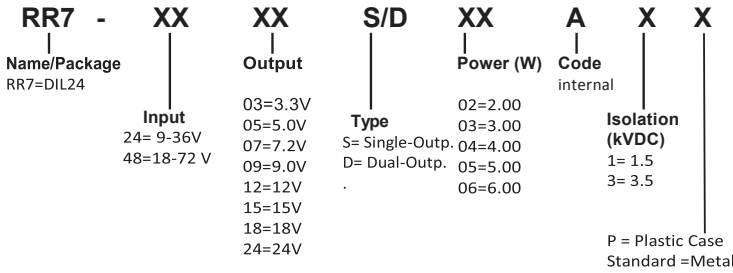 RR7 - XX XX S/D XX A X X
Name/Package Output Power (W) Code
RR7=DIL24 internal
03=3.3V 02=2.00
Input Type Isolation
24= 9-36V 05=5.0V 03=3.00 (kVDC)
48=18-72 V 07=7.2V S= Single-Outp. 04=4.00 1= 1.5
09=9.0V D= Dual-Outp. 05=5.00 3= 3.5
12=12V . 06=6.00
15=15V
18=18V P = Plastic Case
24=24V Standard =Metal